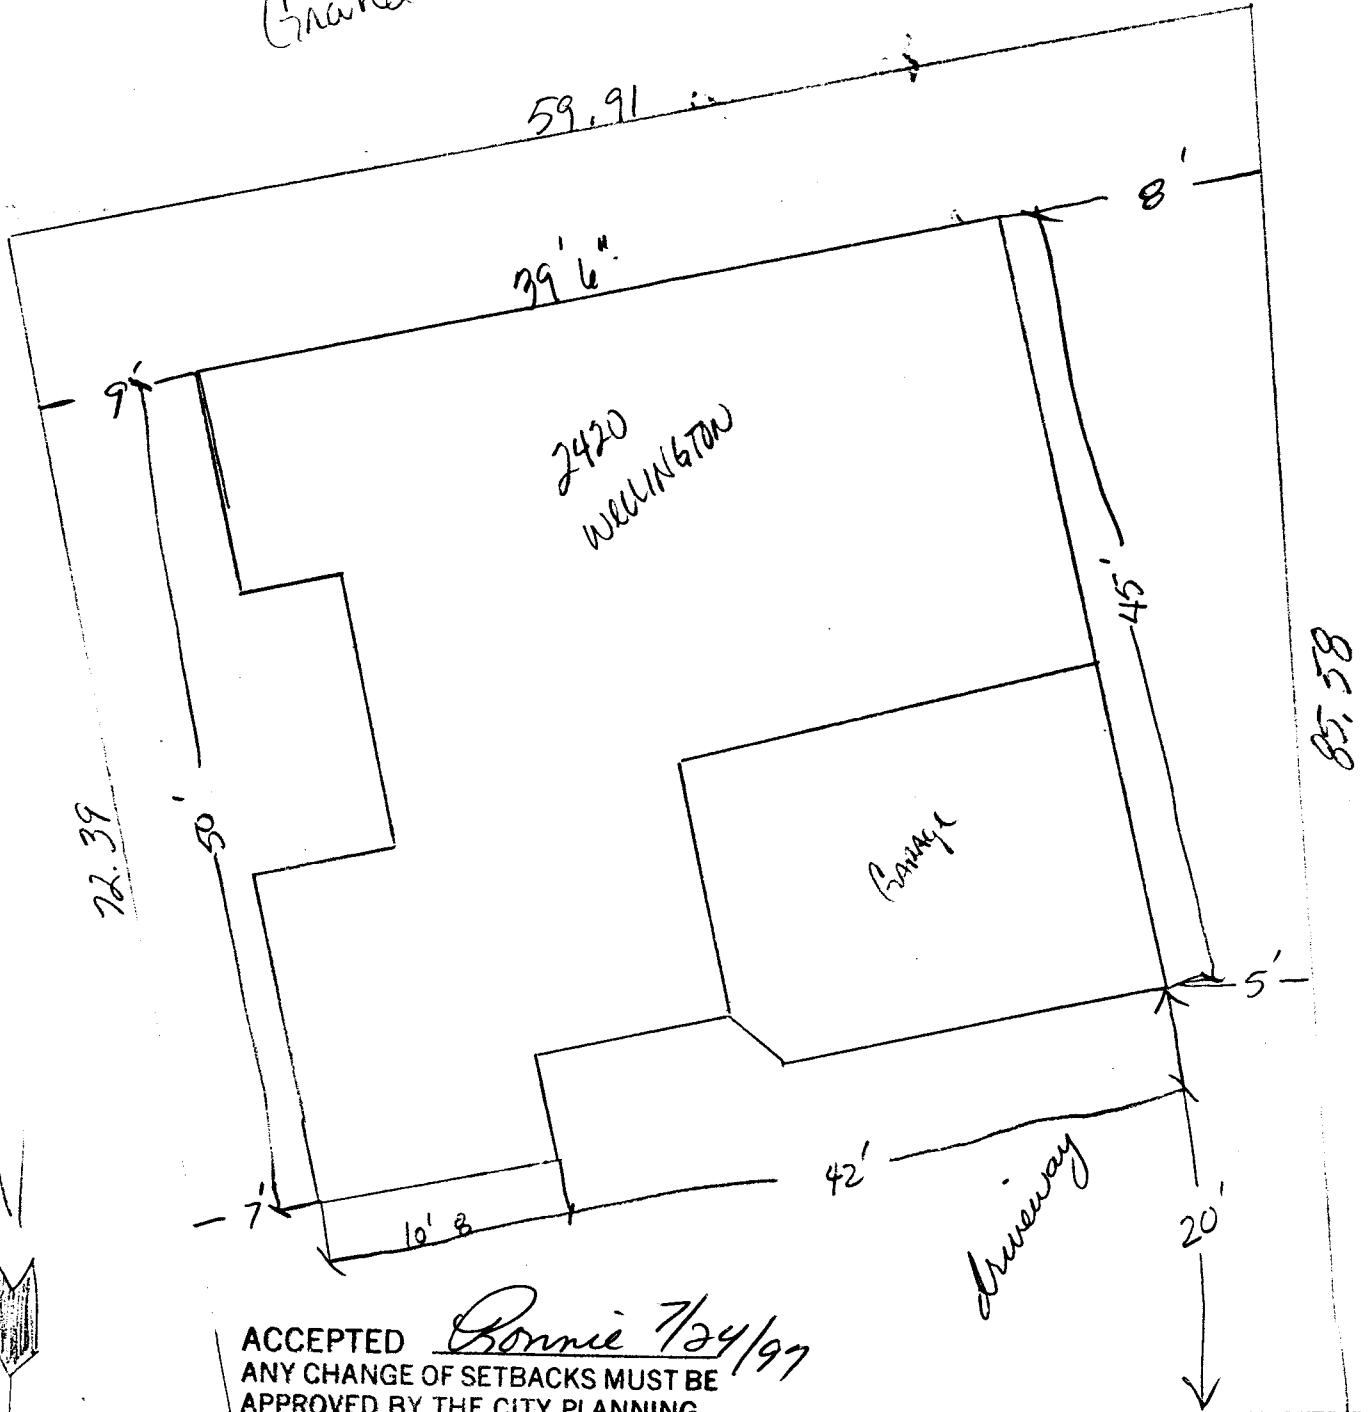 59.91
8'
39'6"
9'
2420
WellINGTON
45'
85.58
50'
72.39
GARAGE
5'
42'
7'
10' 8
driveway
20'
ACCEPTED Ronnie 7/24/97
ANY CHANGE OF SETBACKS MUST BE
APPROVED BY THE CITY PLANNING